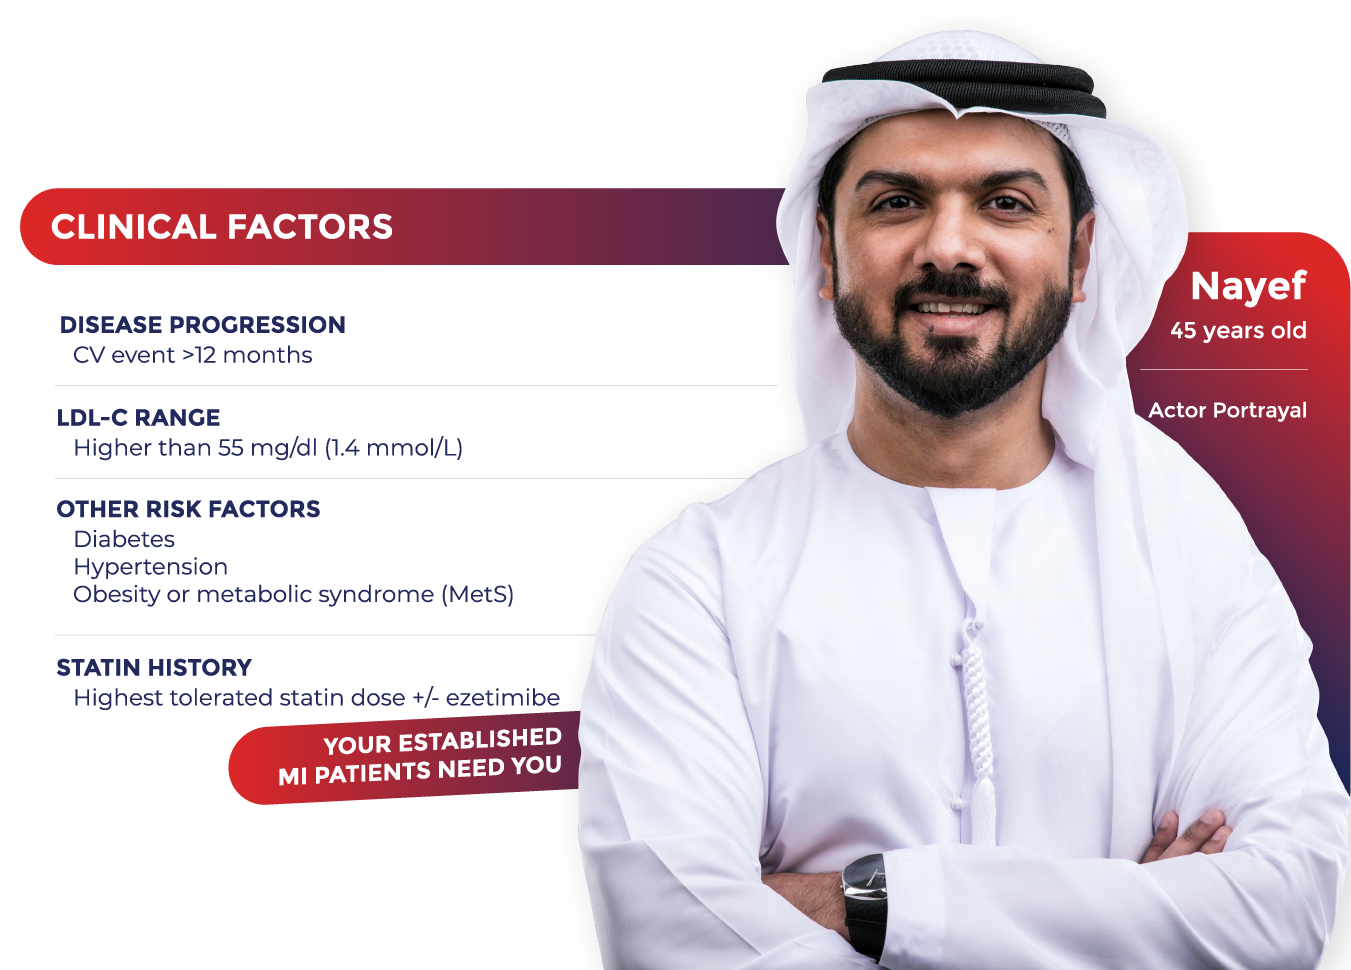 CLINICAL FACTORS
DISEASE PROGRESSION
CV event >12 months
LDL-C RANGE
Higher than 55 mg/dl (1.4 mmol/L)
OTHER RISK FACTORS
Diabetes
Hypertension
Obesity or metabolic syndrome (MetS)
STATIN HISTORY
Highest tolerated statin dose +/- ezetimibe
YOUR ESTABLISHED
MI PATIENTS NEED YOU
Nayef
45 years old
Actor Portrayal